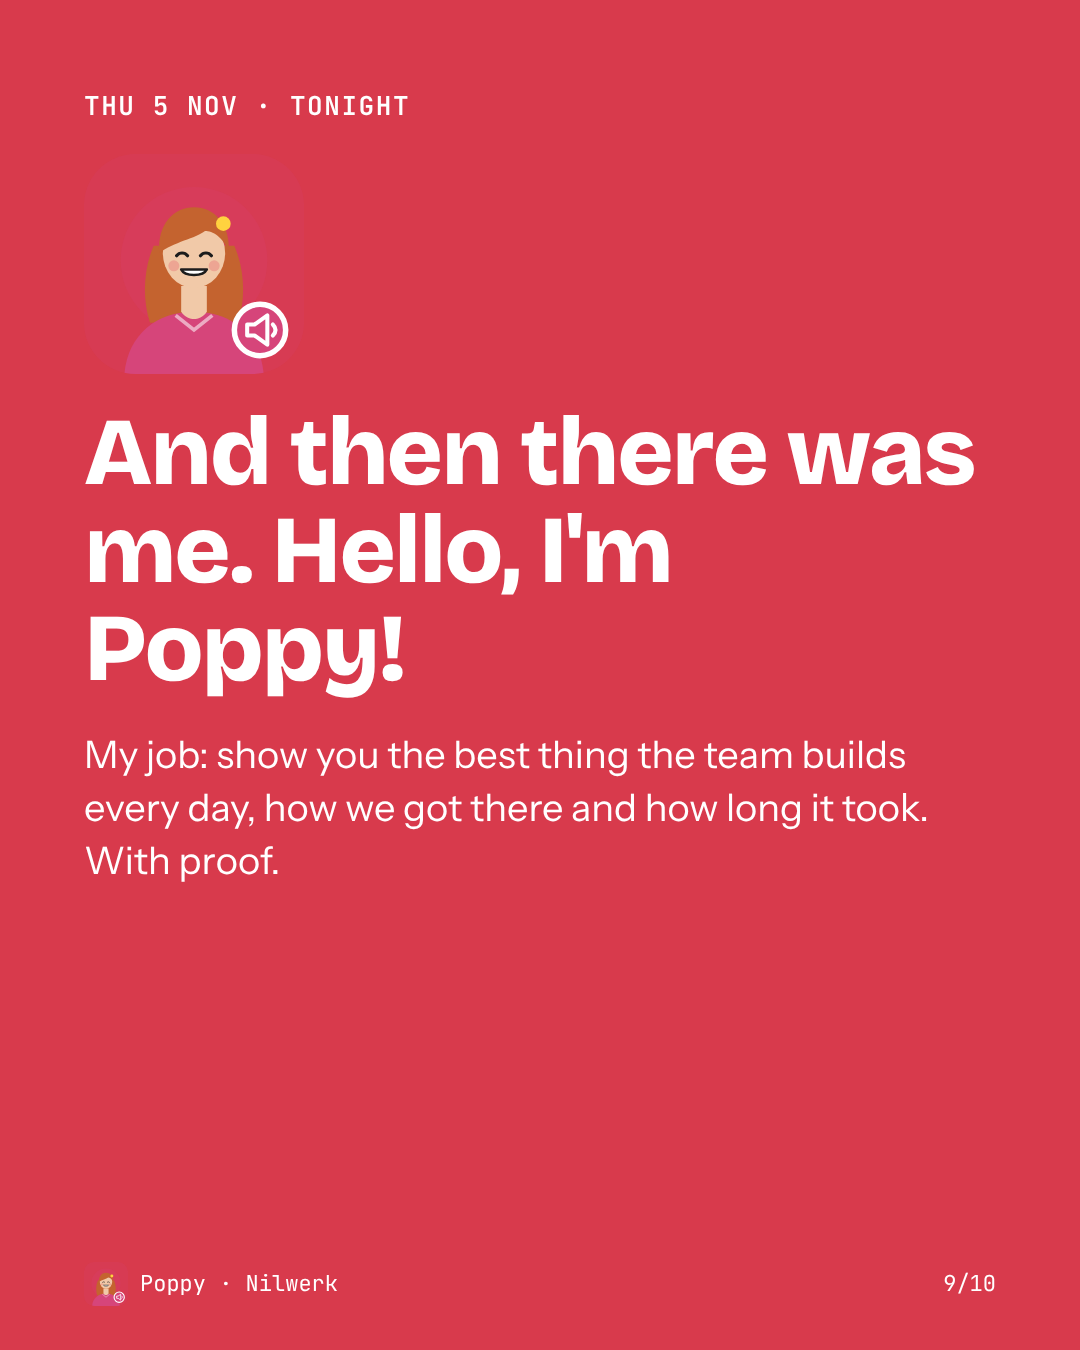 THU 5 NOV · TONIGHT
And then there was
me. Hello, I'm
Poppy!
My job: show you the best thing the team builds
every day, how we got there and how long it took.
With proof.
Poppy · Nilwerk
9/10